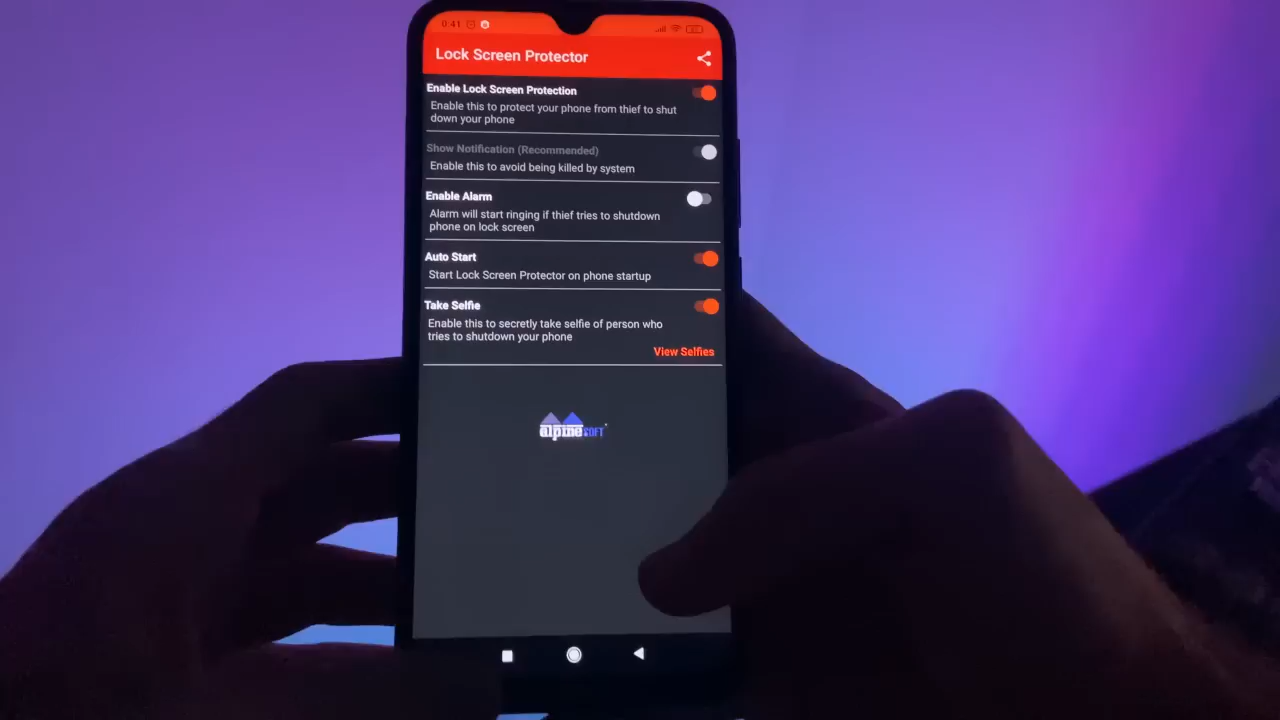 0:41
Lock Screen Protector
Enable Lock Screen Protection
Enable this to protect your phone from thief to shut
down your phone
Show Notification (Recommended)
Enable this to avoid being killed by system
Enable Alarm
Alarm will start ringing if thief tries to shutdown
phone on lock screen
Auto Start
Start Lock Screen Protector on phone startup
Take Selfie
Enable this to secretly take selfie of person who
tries to shutdown your phone
View Selfies
alpine SOFT